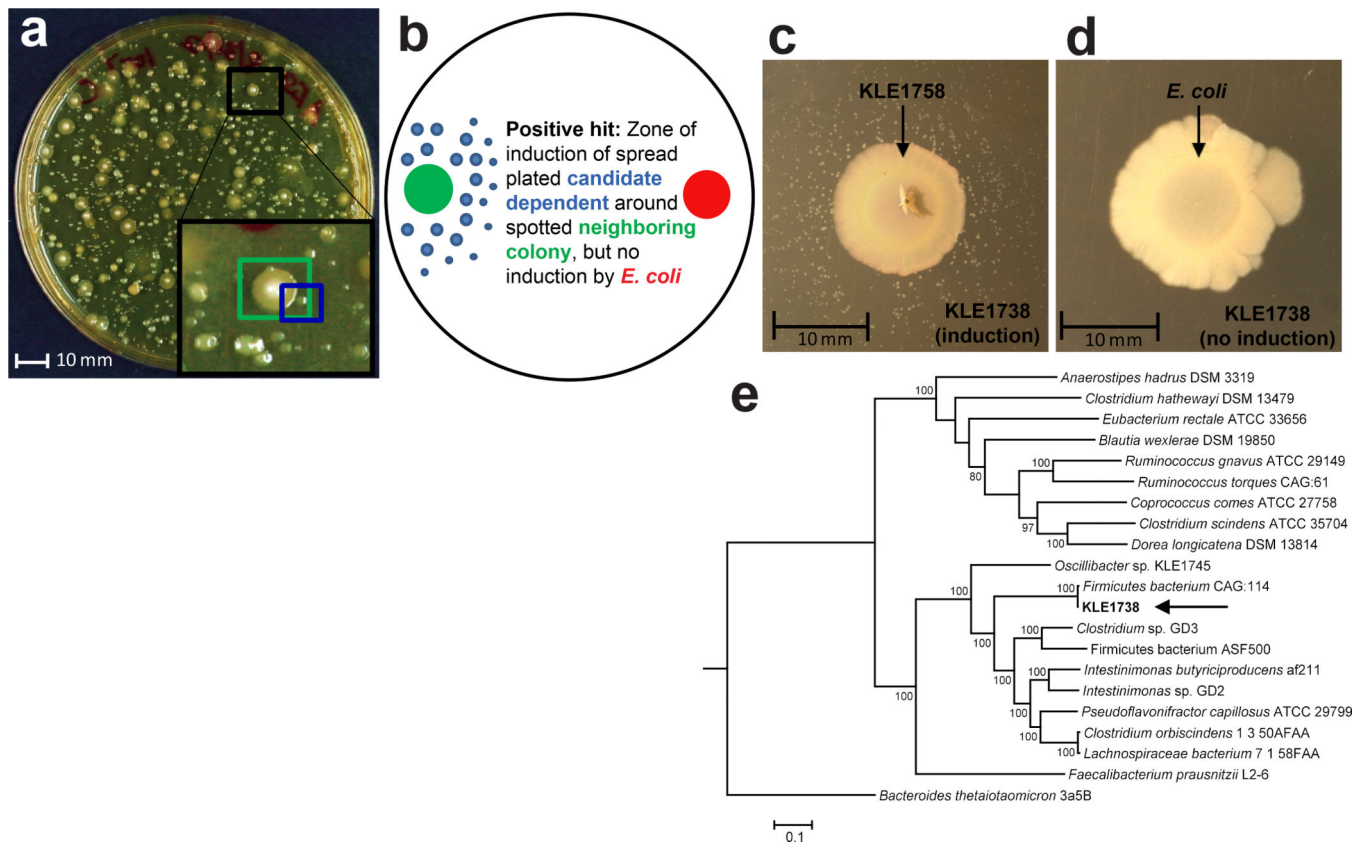 a
10 mm
b
Positive hit: Zone of
induction of spread
plated candidate
dependent around
spotted neighboring
colony, but no
induction by E. coli
c
KLE1758
10 mm
KLE1738
(induction)
d
E. coli
10 mm
KLE1738
(no induction)
e
100
Anaerostipes hadrus DSM 3319
Clostridium hathewayi DSM 13479
Eubacterium rectale ATCC 33656
Blautia wexlerae DSM 19850
80
100
Ruminococcus gnavus ATCC 29149
Ruminococcus torques CAG:61
Coprococcus comes ATCC 27758
97
Clostridium scindens ATCC 35704
100
Dorea longicatena DSM 13814
Oscillibacter sp. KLE1745
100
100
Firmicutes bacterium CAG:114
KLE1738
100
Clostridium sp. GD3
Firmicutes bacterium ASF500
100
100
Intestinimonas butyriciproducens af211
Intestinimonas sp. GD2
100
100
Pseudoflavonifractor capillosus ATCC 29799
100
Clostridium orbiscindens 1 3 50AFAA
100
Lachnospiraceae bacterium 7 1 58FAA
Faecalibacterium prausnitzii L2-6
Bacteroides thetaiotaomicron 3a5B
0.1